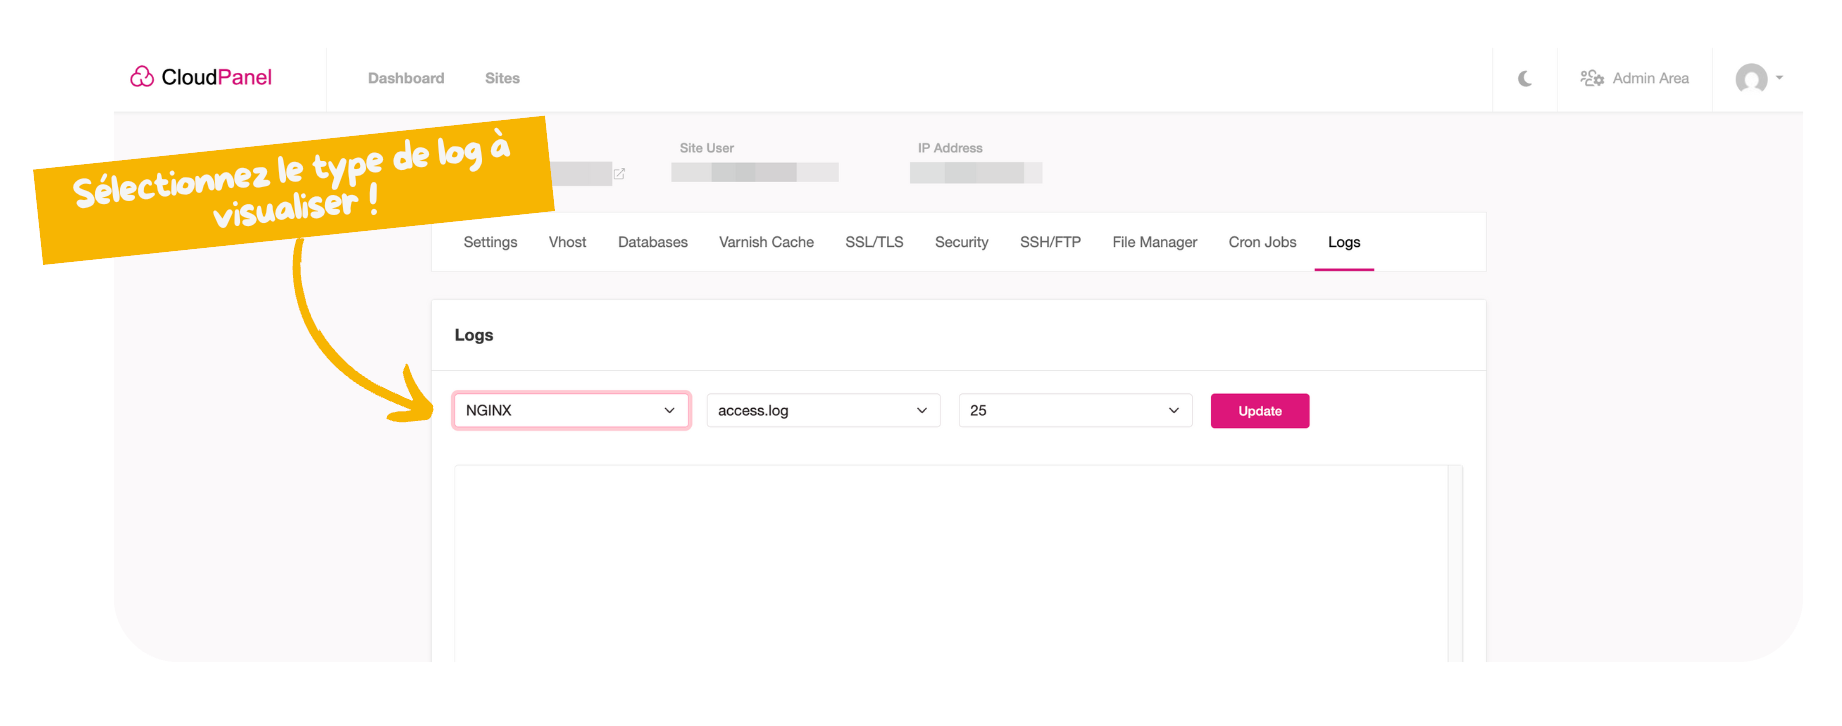 CloudPanel
Dashboard
Sites
Admin Area
Sélectionnez le type de log à
visualiser !
Site User
IP Address
Settings
Vhost
Databases
Varnish Cache
SSL/TLS
Security
SSH/FTP
File Manager
Cron Jobs
Logs
Logs
NGINX
access.log
25
Update